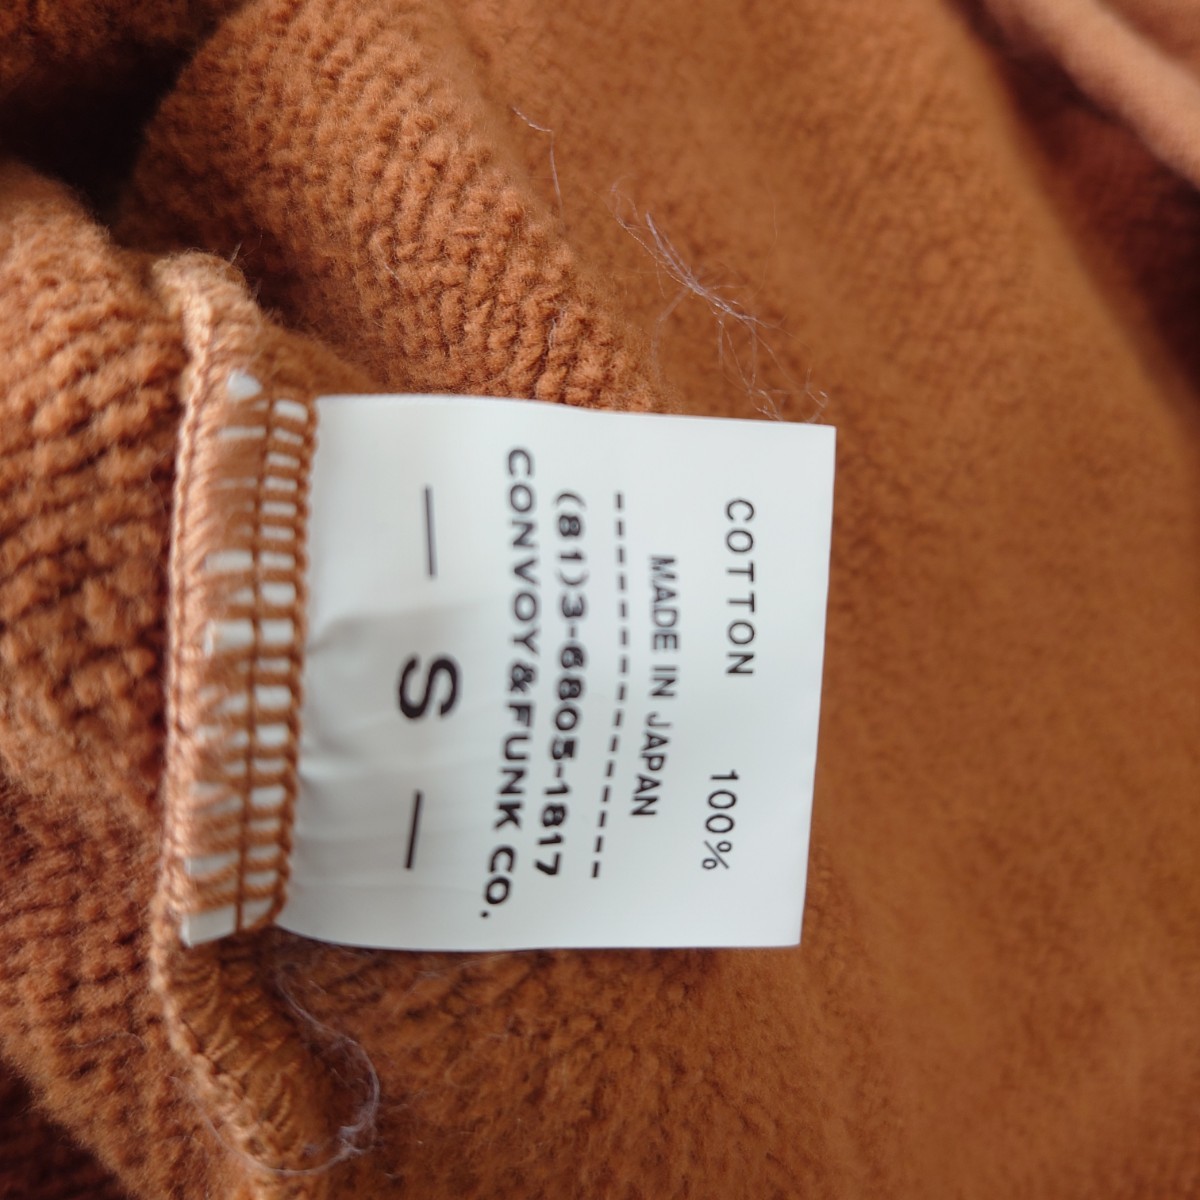 COTTON 100%
MADE IN JAPAN
--------------
(81)3-6805-1817
CONVOY&FUNK CO.
— S —